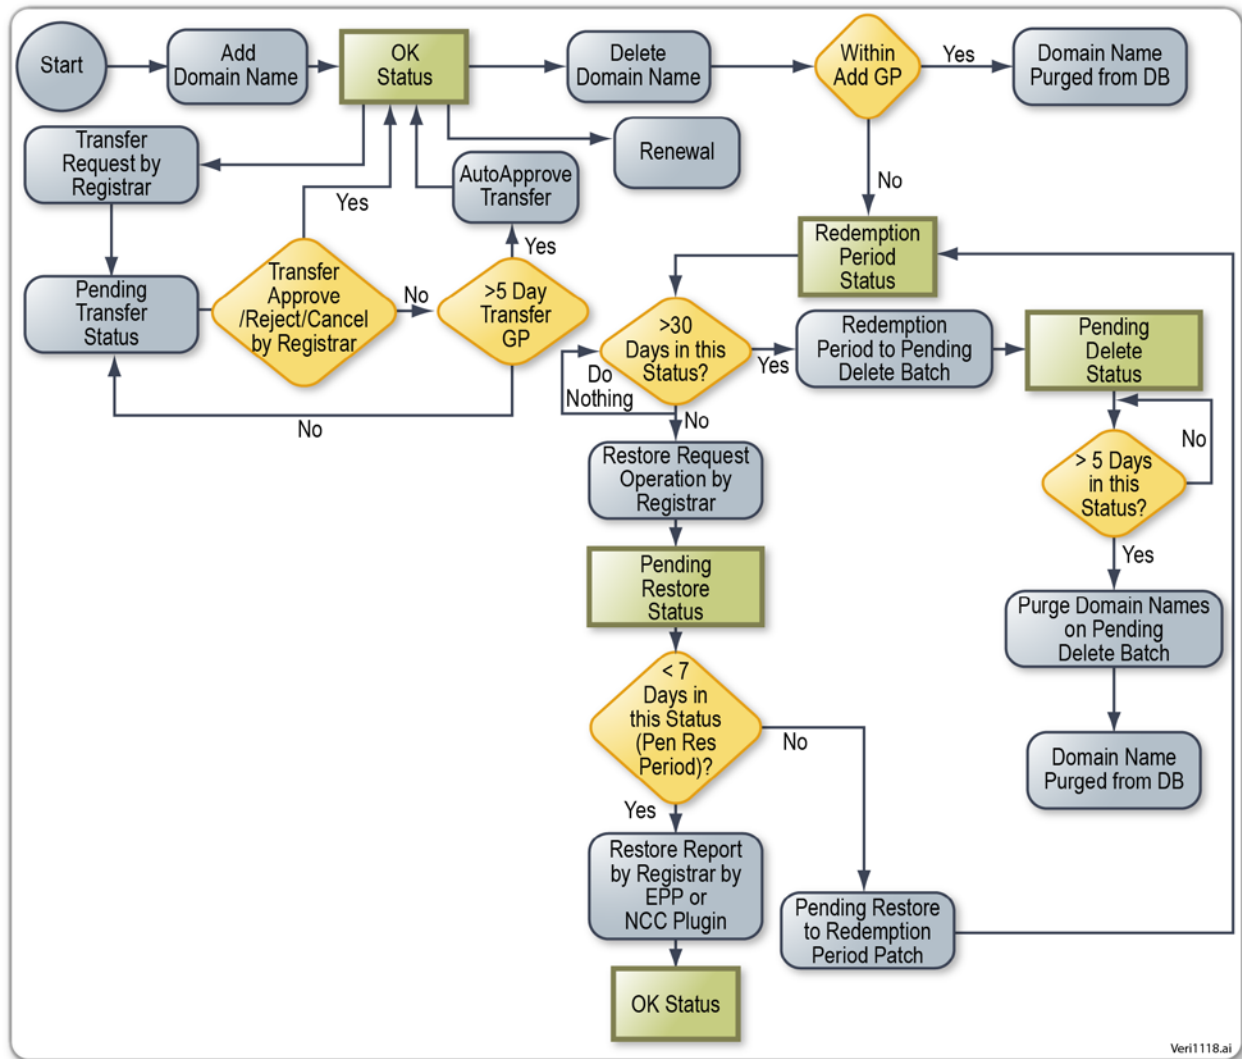 Start
Add
Domain Name
OK
Status
Delete
Domain Name
Within
Add GP
Yes
Domain Name
Purged from DB
Transfer
Request by
Registrar
Renewal
AutoApprove
Transfer
Yes
No
Yes
Redemption
Period
Status
Pending
Transfer
Status
Transfer
Approve
/Reject/Cancel
by Registrar
No
>5 Day
Transfer
GP
No
>30
Days in this
Status?
Do
Nothing
Yes
No
Redemption
Period to Pending
Delete Batch
Pending
Delete
Status
No
> 5 Days
in this
Status?
Yes
Restore Request
Operation by
Registrar
Pending
Restore
Status
Purge Domain Names
on Pending
Delete Batch
< 7
Days in
this Status
(Pen Res
Period)?
No
Yes
Domain Name
Purged from DB
Restore Report
by Registrar by
EPP or
NCC Plugin
Pending Restore
to Redemption
Period Patch
OK Status
Veri1118.ai